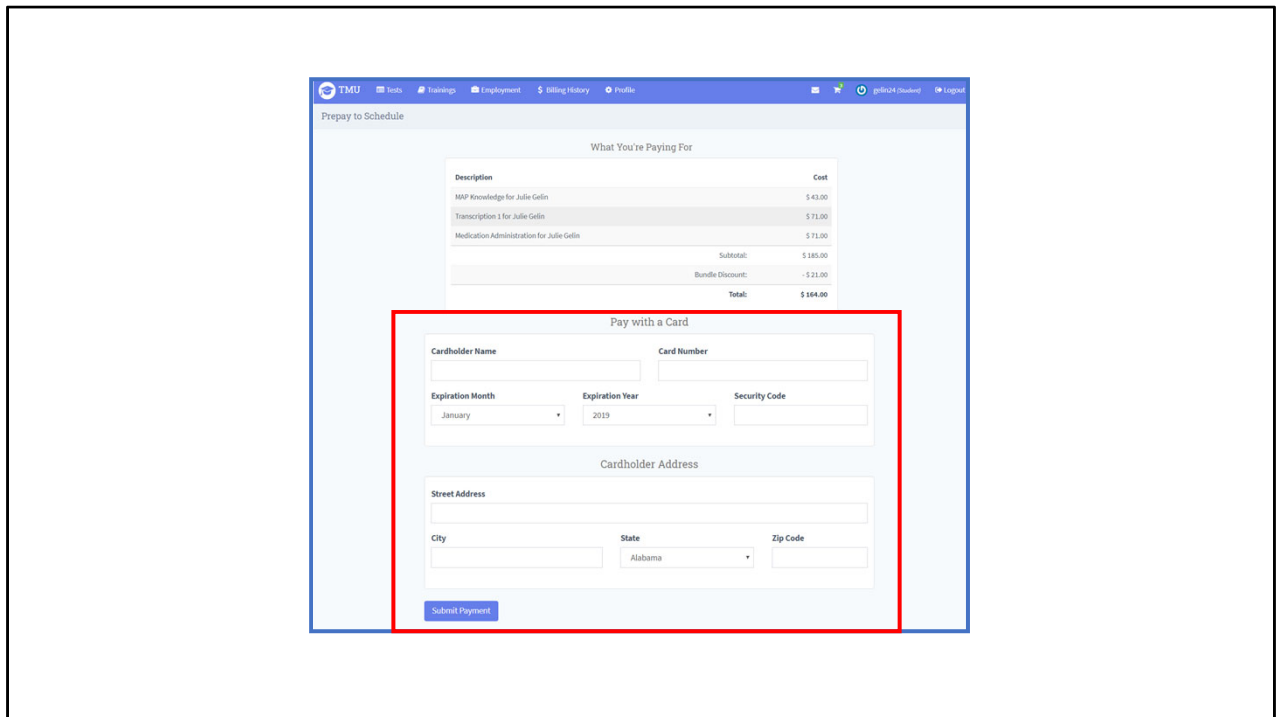 TMU Tests Trainings Employment $ Billing History Profile gelin24 (Student) Logout
Prepay to Schedule
What You're Paying For
Description Cost
MAP Knowledge for Julie Gelin $ 43.00
Transcription 1 for Julie Gelin $ 71.00
Medication Administration for Julie Gelin $ 71.00
Subtotal: $ 185.00
Bundle Discount: - $ 21.00
Total: $ 164.00
Pay with a Card
Cardholder Name Card Number
Expiration Month Expiration Year Security Code
January 2019
Cardholder Address
Street Address
City State Zip Code
Alabama
Submit Payment